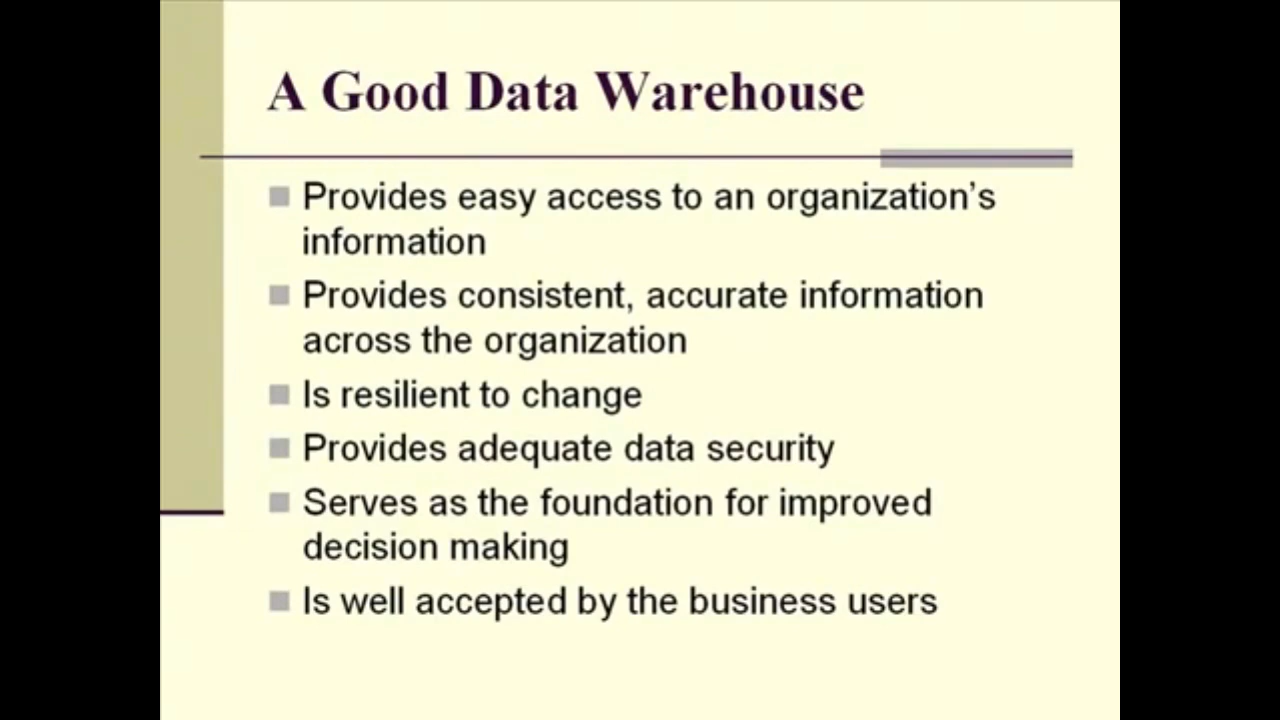 A Good Data Warehouse
Provides easy access to an organization’s
information
Provides consistent, accurate information
across the organization
Is resilient to change
Provides adequate data security
Serves as the foundation for improved
decision making
Is well accepted by the business users